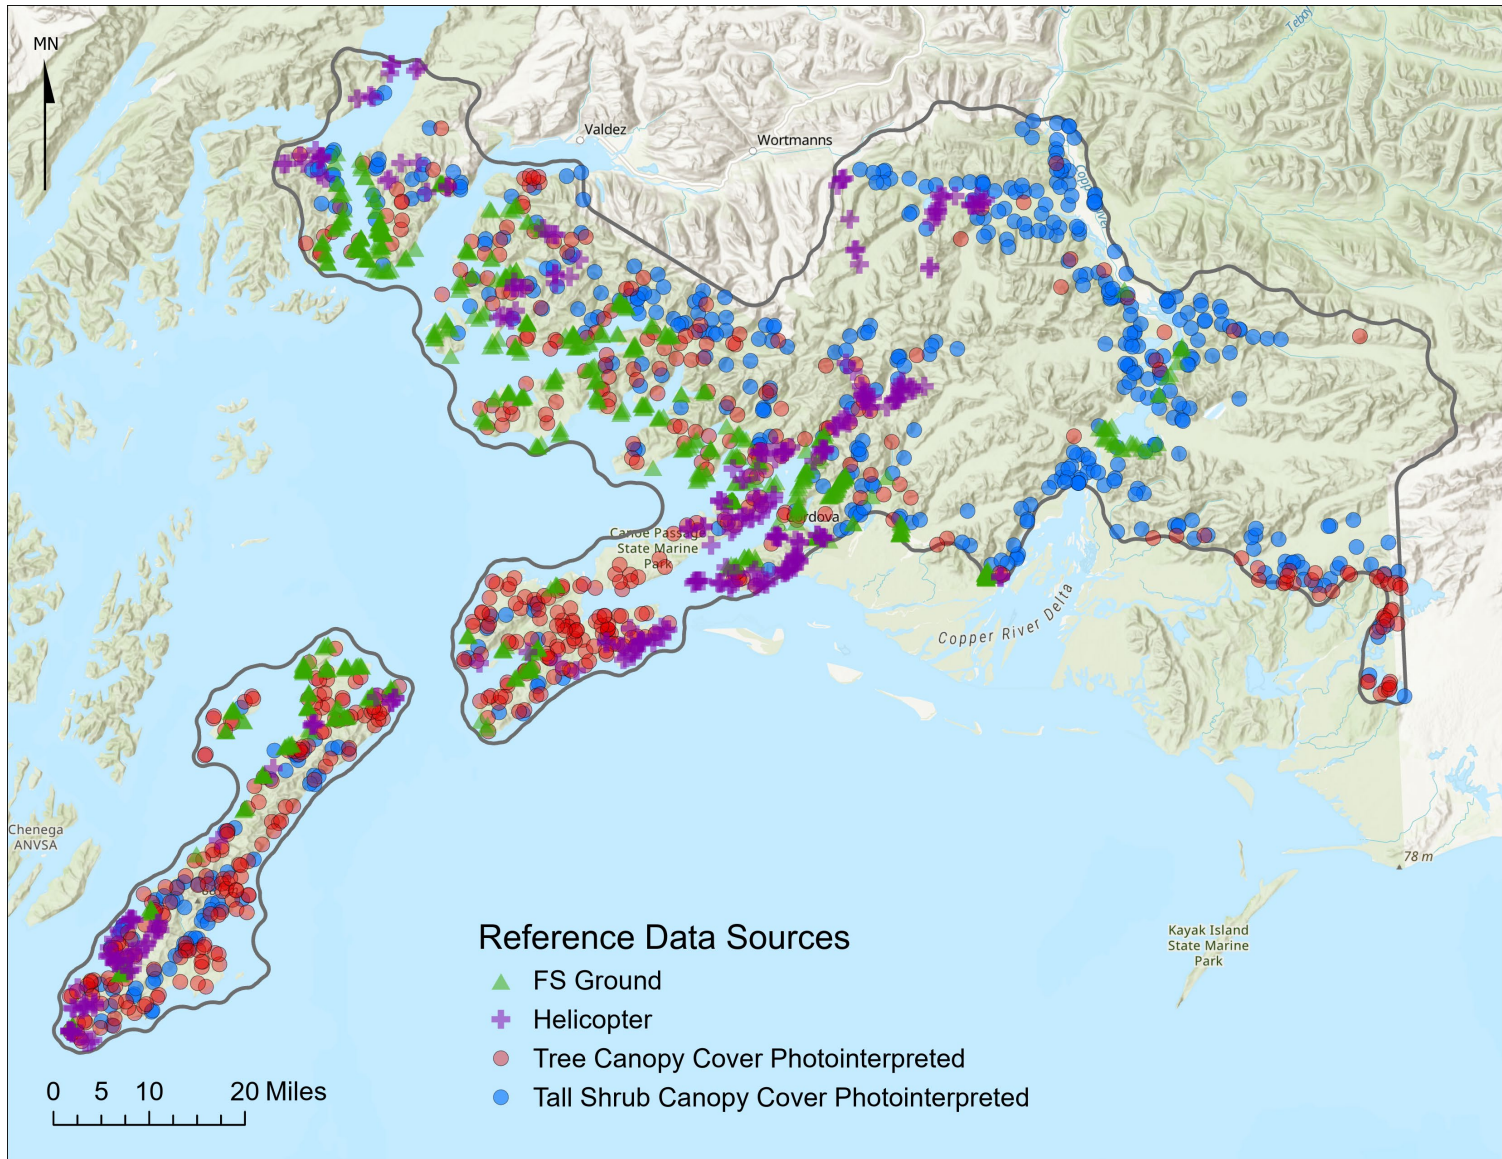 MN
Tebay
Valdez
Wortmanns
Cordova
Canoe Passage
State Marine
Park
Copper River Delta
Chenega
ANVSA
78 m
Kayak Island
State Marine
Park
Reference Data Sources
FS Ground
Helicopter
Tree Canopy Cover Photointerpreted
Tall Shrub Canopy Cover Photointerpreted
0 5 10 20 Miles